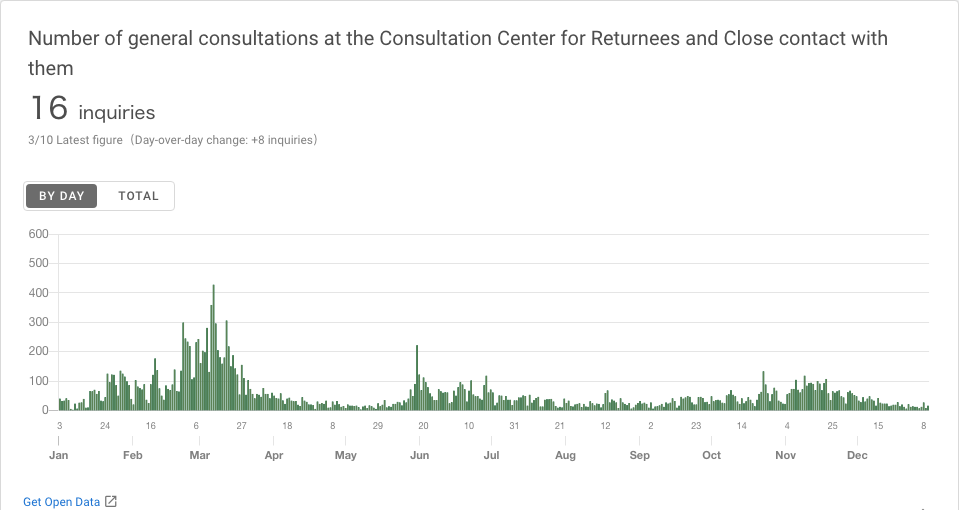 Number of general consultations at the Consultation Center for Returnees and Close contact with
them
16 inquiries
3/10 Latest figure（Day-over-day change: +8 inquiries）
BY DAY TOTAL
600
500
400
300
200
100
0
3 24 16 6 27 18 8 29 20 10 31 21 12 2 23 14 4 25 15 8
Jan Feb Mar Apr May Jun Jul Aug Sep Oct Nov Dec
Get Open Data